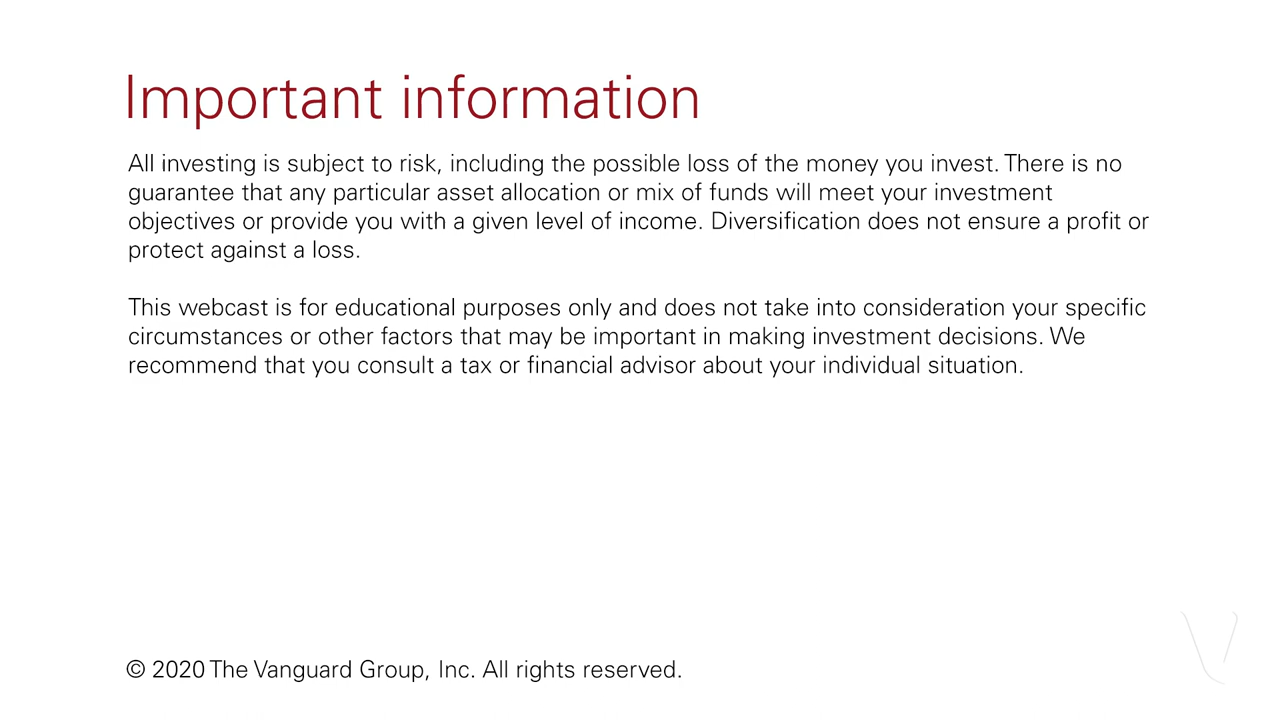 Important information
All investing is subject to risk, including the possible loss of the money you invest. There is no
guarantee that any particular asset allocation or mix of funds will meet your investment
objectives or provide you with a given level of income. Diversification does not ensure a profit or
protect against a loss.
This webcast is for educational purposes only and does not take into consideration your specific
circumstances or other factors that may be important in making investment decisions. We
recommend that you consult a tax or financial advisor about your individual situation.
© 2020 The Vanguard Group, Inc. All rights reserved.